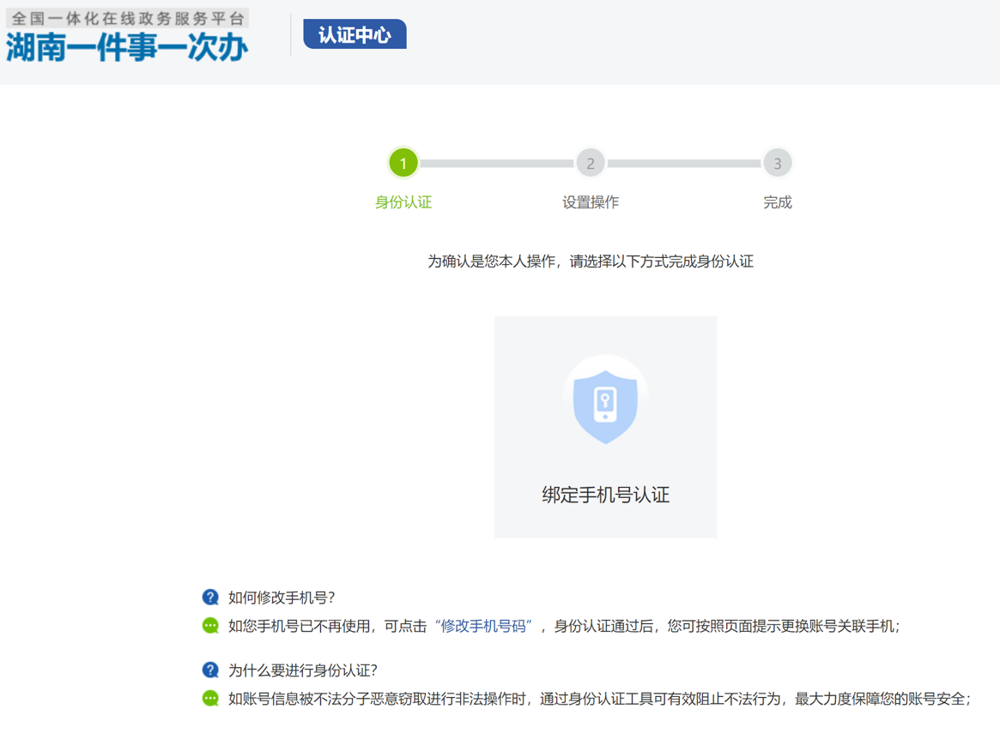 全国一体化在线政务服务平台
湖南一件事一次办
认证中心
1
2
3
身份认证
设置操作
完成
为确认是您本人操作，请选择以下方式完成身份认证
绑定手机号认证
? 如何修改手机号？
如您手机号已不再使用，可点击“修改手机号码”，身份认证通过后，您可按照页面提示更换账号关联手机；
? 为什么要进行身份认证？
如账号信息被不法分子恶意窃取进行非法操作时，通过身份认证工具可有效阻止不法行为，最大力度保障您的账号安全；